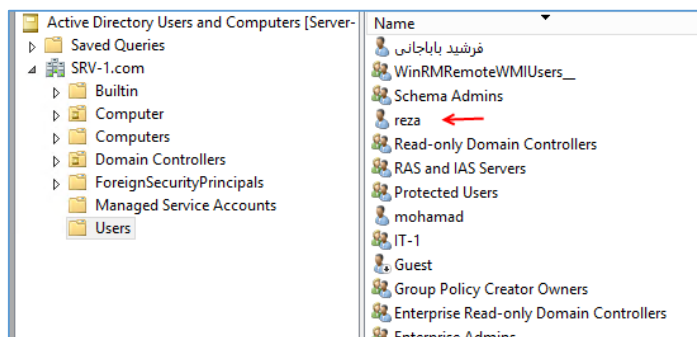 Active Directory Users and Computers [Server-
Saved Queries
SRV-1.com
Builtin
Computer
Computers
Domain Controllers
ForeignSecurityPrincipals
Managed Service Accounts
Users
Name
فرشید باباجانی
WinRMRemoteWMIUsers__
Schema Admins
reza
Read-only Domain Controllers
RAS and IAS Servers
Protected Users
mohamad
IT-1
Guest
Group Policy Creator Owners
Enterprise Read-only Domain Controllers
Enterprise Admins